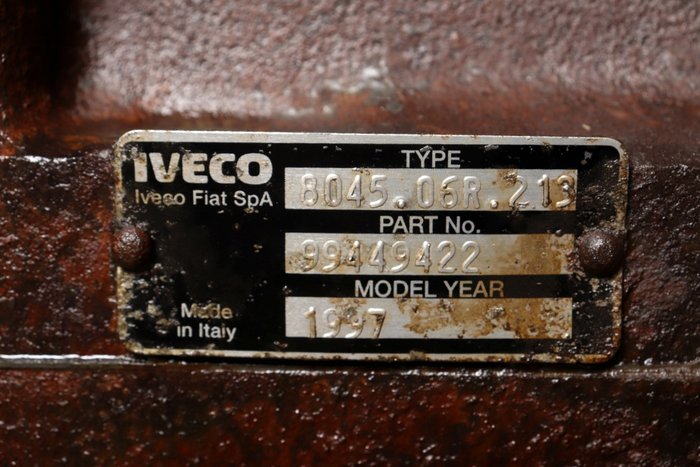 IVECO
Iveco Fiat SpA
TYPE
8045.06R.213
PART No.
99449422
MODEL YEAR
1997
Made
in Italy